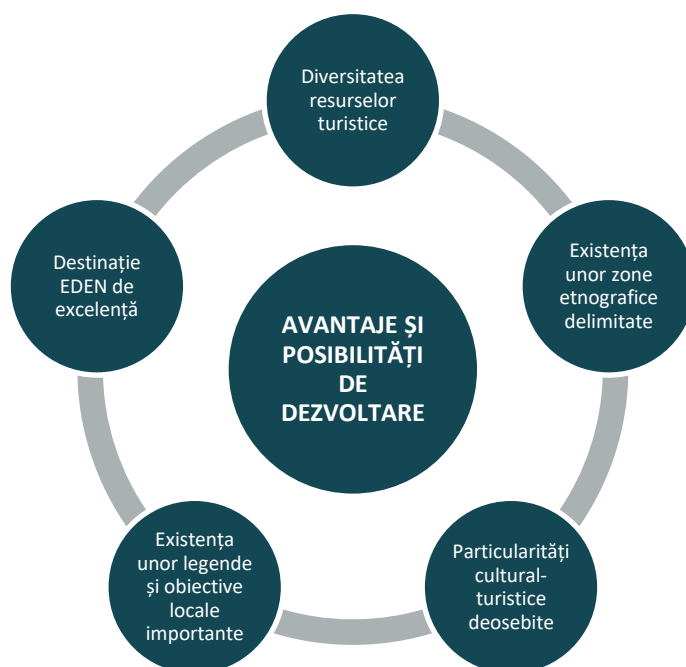 Diversitatea
resurselor
turistice
Existența
unor zone
etnografice
delimitate
Particularități
cultural-
turistice
deosebite
Existența
unor legende
și obiective
locale
importante
Destinație
EDEN de
excelență
AVANTAJE ȘI
POSIBILITĂȚI
DE
DEZVOLTARE